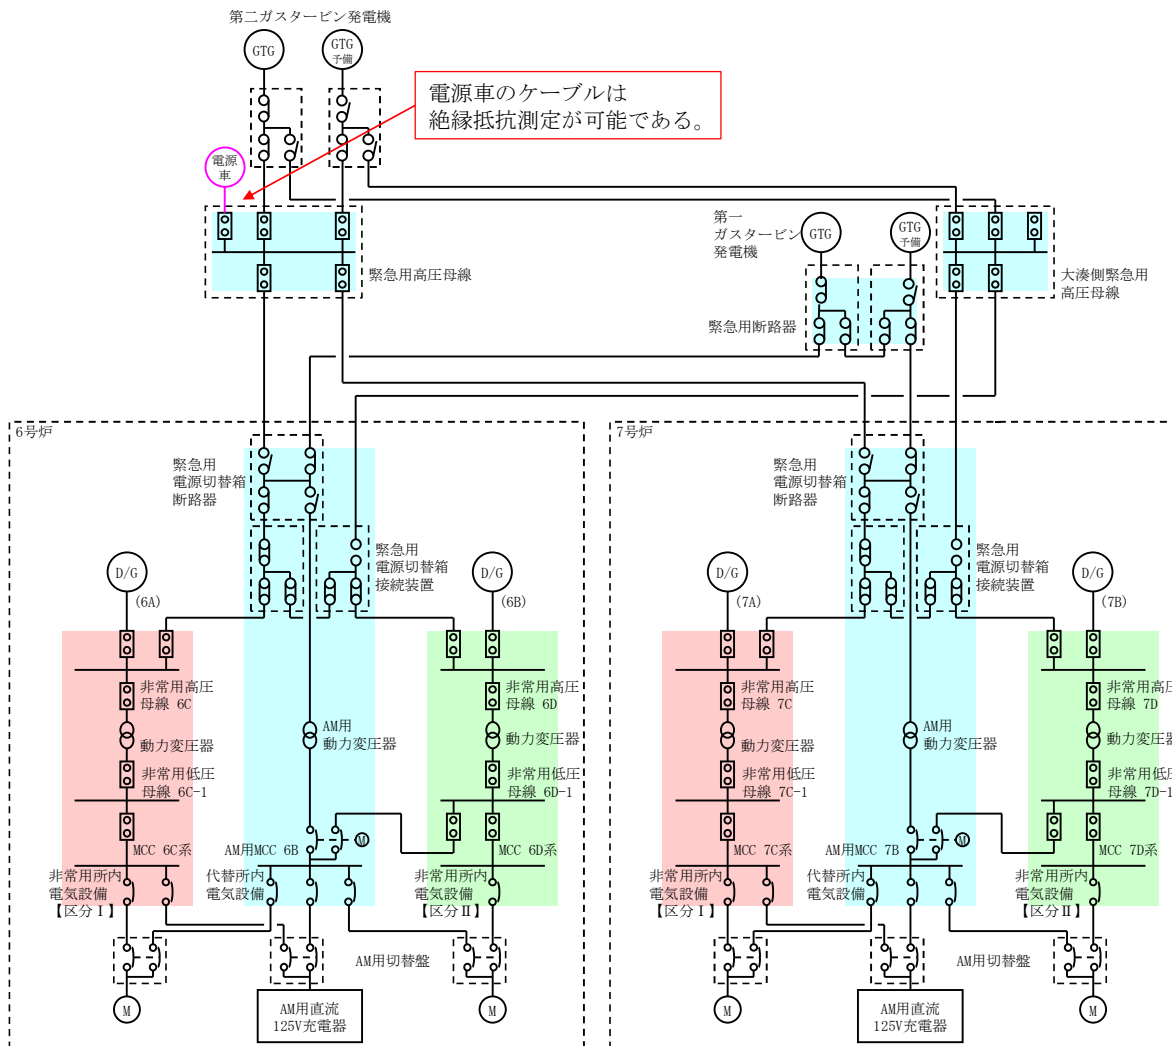 第二ガスタービン発電機
GTG
GTG
予備
電源車のケーブルは
絶縁抵抗測定が可能である。
電源
車
緊急用高圧母線
第一
ガスタービン
発電機
GTG
GTG
予備
緊急用断路器
大湊側緊急用
高圧母線
6号炉
緊急用
電源切替箱
断路器
緊急用
電源切替箱
接続装置
D/G
(6A)
D/G
(6B)
非常用高圧
母線 6C
非常用高圧
母線 6D
動力変圧器
AM用
動力変圧器
動力変圧器
非常用低圧
母線 6C-1
非常用低圧
母線 6D-1
M
MCC 6C系
AM用MCC 6B
MCC 6D系
非常用所内
電気設備
【区分Ⅰ】
代替所内
電気設備
非常用所内
電気設備
【区分Ⅱ】
AM用切替盤
M
AM用直流
125V充電器
M
7号炉
緊急用
電源切替箱
断路器
緊急用
電源切替箱
接続装置
D/G
(7A)
D/G
(7B)
非常用高圧
母線 7C
非常用高圧
母線 7D
動力変圧器
AM用
動力変圧器
動力変圧器
非常用低圧
母線 7C-1
非常用低圧
母線 7D-1
M
MCC 7C系
AM用MCC 7B
MCC 7D系
非常用所内
電気設備
【区分Ⅰ】
代替所内
電気設備
非常用所内
電気設備
【区分Ⅱ】
AM用切替盤
M
AM用直流
125V充電器
M